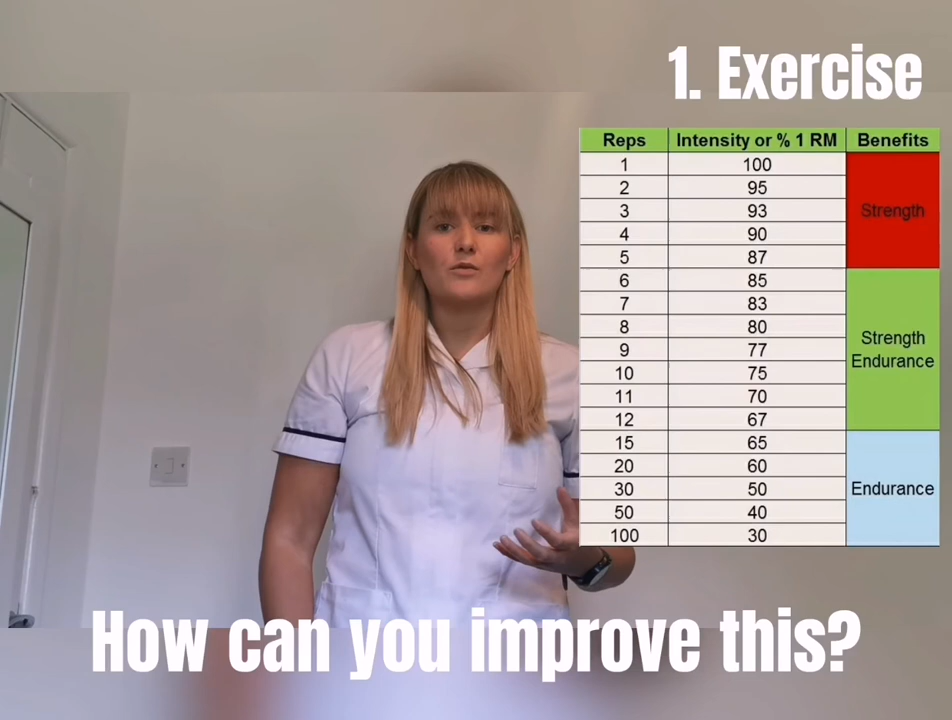 1. Exercise
Reps Intensity or % 1 RM Benefits
1 100
2 95
3 93 Strength
4 90
5 87
6 85
7 83
8 80 Strength
9 77 Endurance
10 75
11 70
12 67
15 65
20 60
30 50 Endurance
50 40
100 30
How can you improve this?